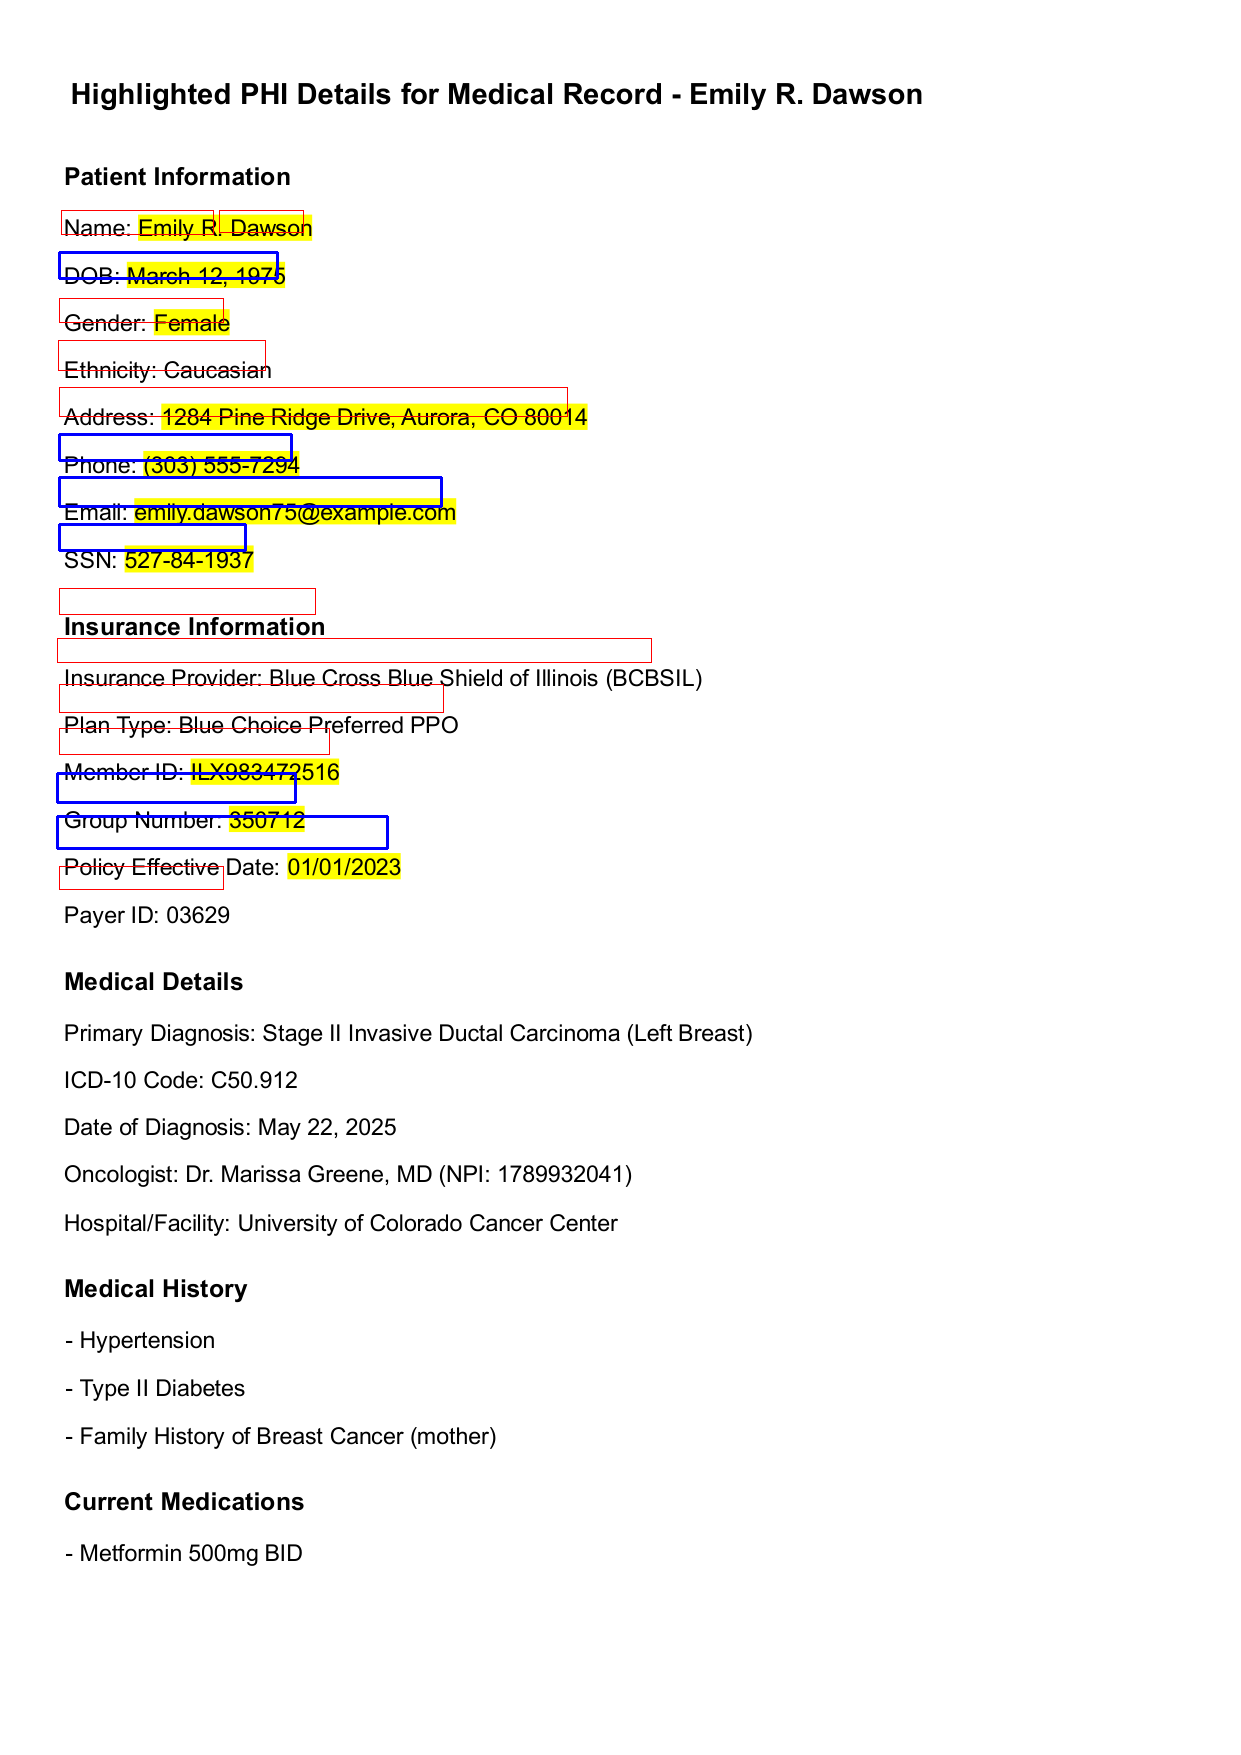 Highlighted PHI Details for Medical Record - Emily R. Dawson
Patient Information
Name: Emily R. Dawson
DOB: March 12, 1975
Gender: Female
Ethnicity: Caucasian
Address: 1284 Pine Ridge Drive, Aurora, CO 80014
Phone: (303) 555-7294
Email: emily.dawson75@example.com
SSN: 527-84-1937
Insurance Information
Insurance Provider: Blue Cross Blue Shield of Illinois (BCBSIL)
Plan Type: Blue Choice Preferred PPO
Member ID: ILX983472516
Group Number: 350712
Policy Effective Date: 01/01/2023
Payer ID: 03629
Medical Details
Primary Diagnosis: Stage II Invasive Ductal Carcinoma (Left Breast)
ICD-10 Code: C50.912
Date of Diagnosis: May 22, 2025
Oncologist: Dr. Marissa Greene, MD (NPI: 1789932041)
Hospital/Facility: University of Colorado Cancer Center
Medical History
- Hypertension
- Type II Diabetes
- Family History of Breast Cancer (mother)
Current Medications
- Metformin 500mg BID